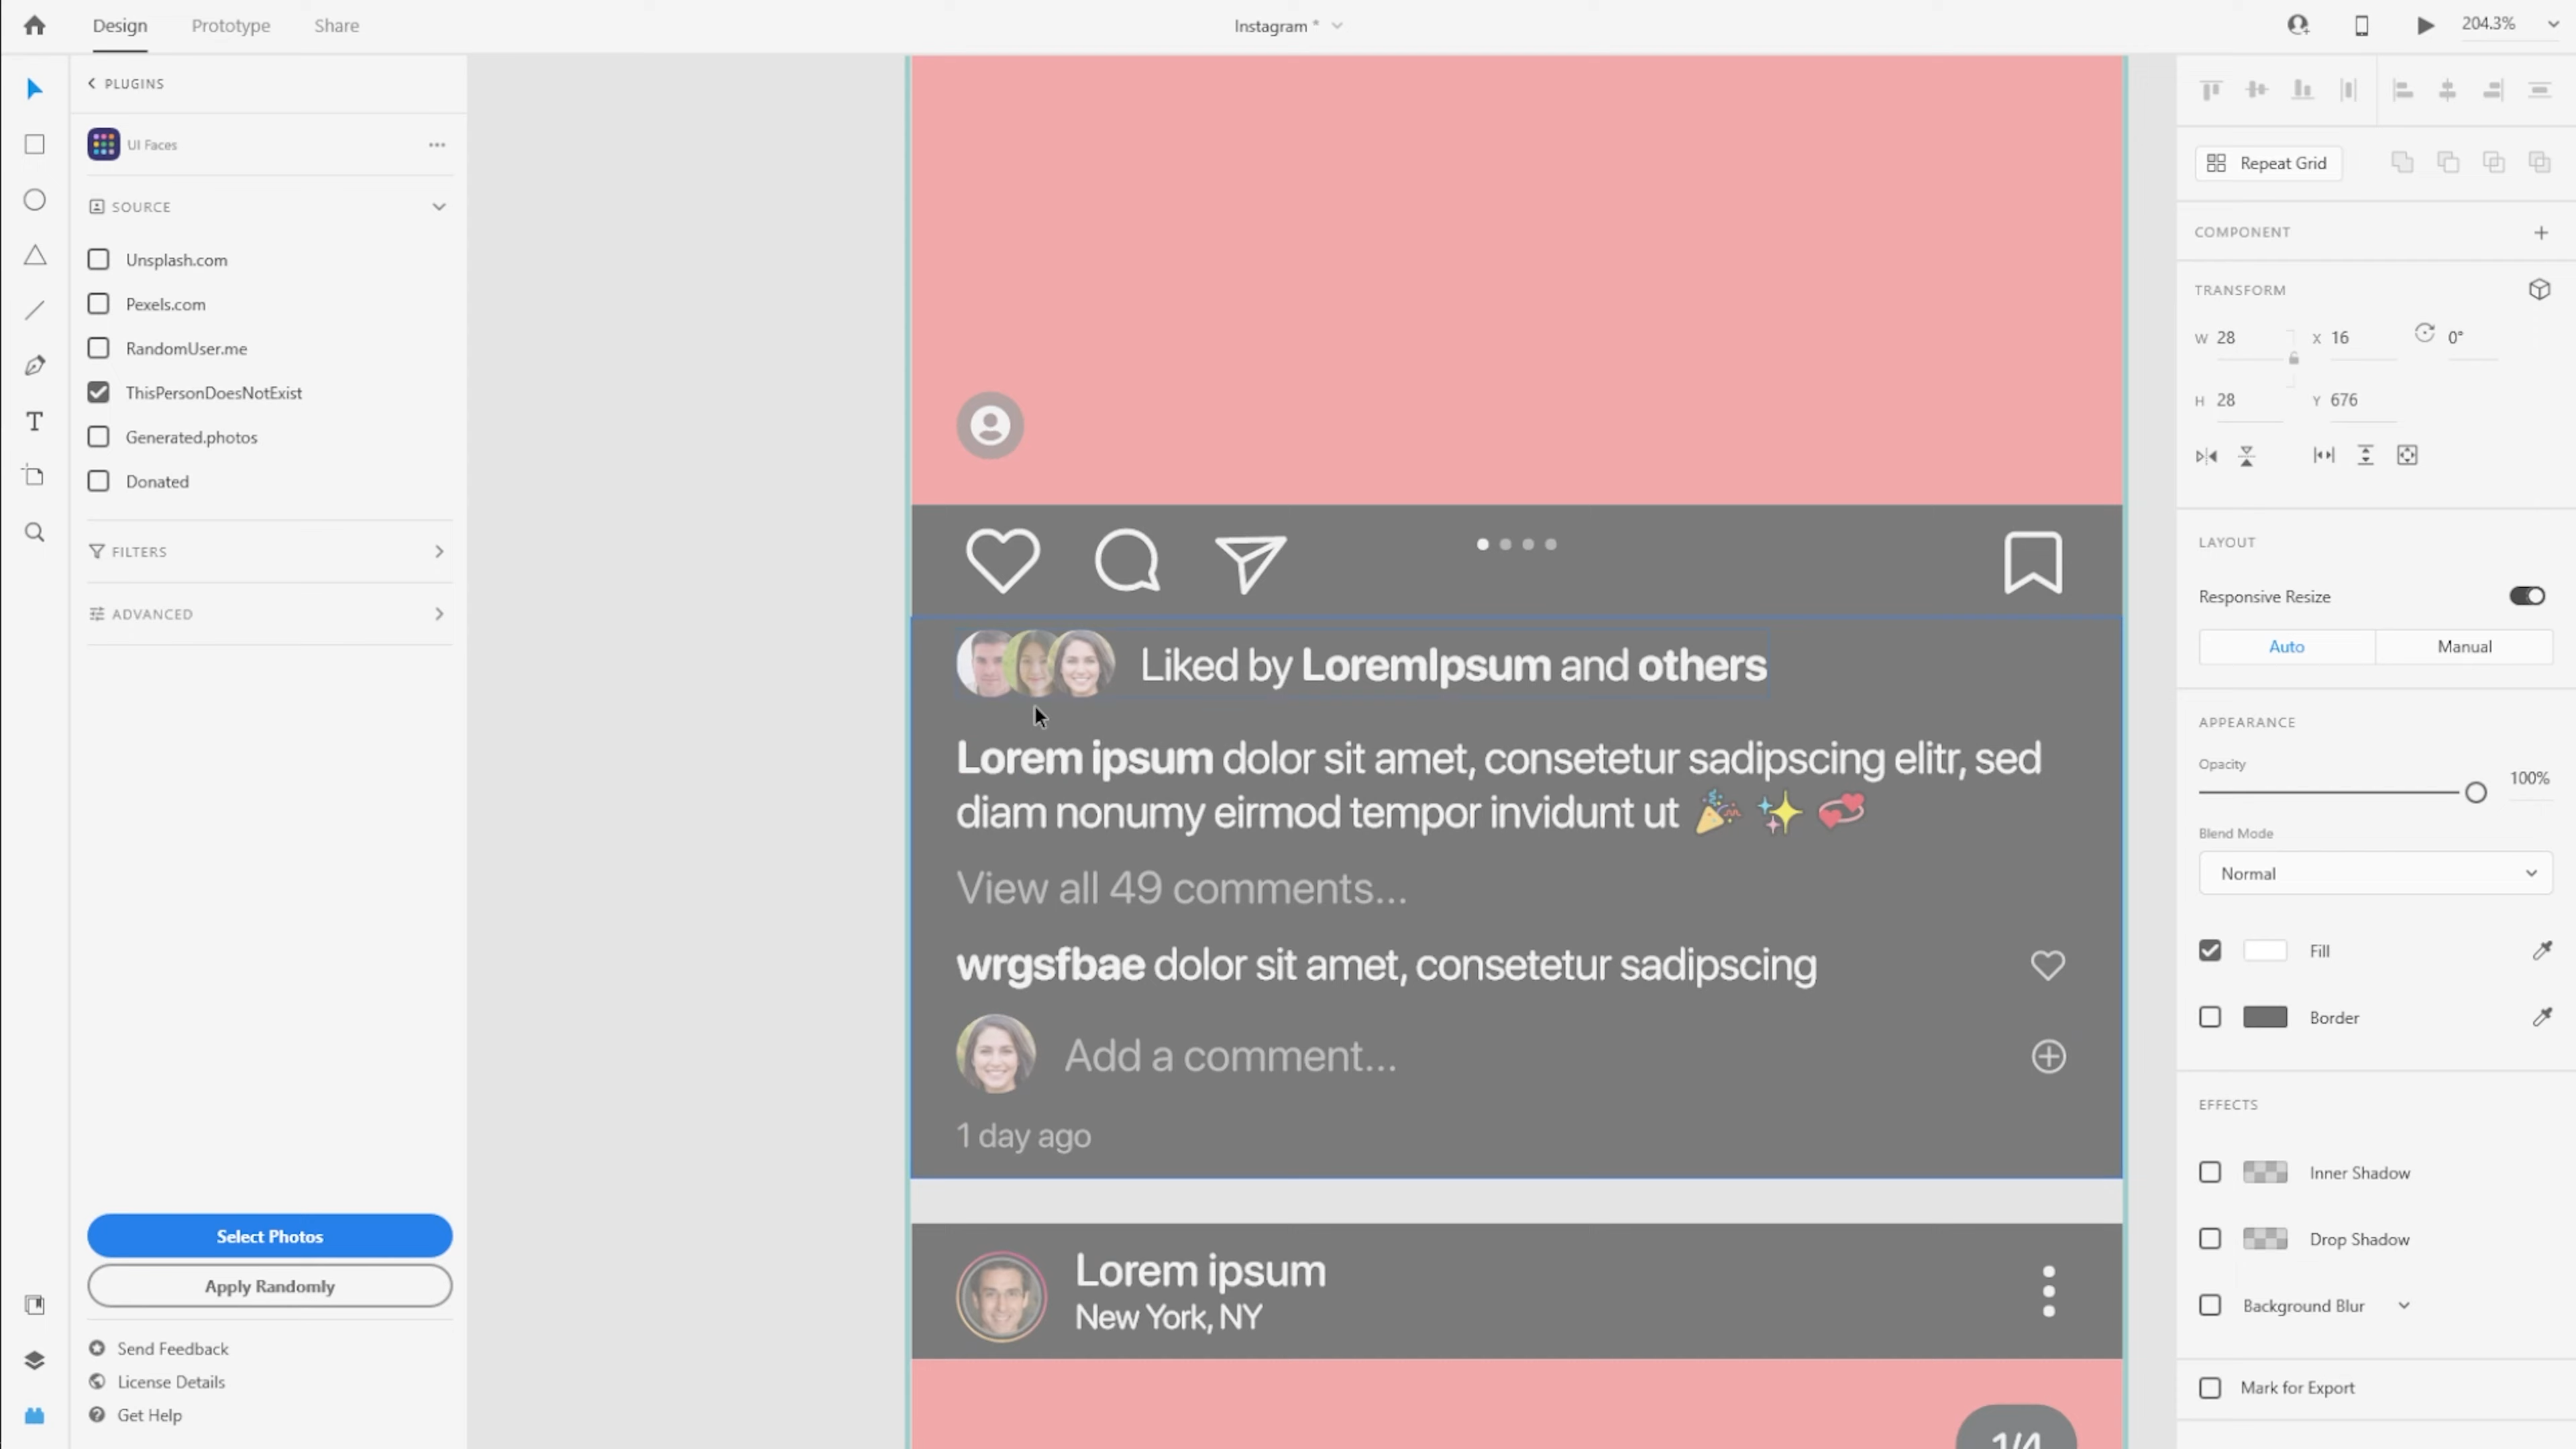 Design Prototype Share
Instagram *
204.3%
PLUGINS
UI Faces
SOURCE
Unsplash.com
Pexels.com
RandomUser.me
ThisPersonDoesNotExist
Generated.photos
Donated
FILTERS
ADVANCED
Select Photos
Apply Randomly
Send Feedback
License Details
Get Help
Liked by LoremIpsum and others
Lorem ipsum dolor sit amet, consetetur sadipscing elitr, sed
diam nonumy eirmod tempor invidunt ut 🎉 ✨ 💞
View all 49 comments...
wrgsfbae dolor sit amet, consetetur sadipscing
Add a comment...
1 day ago
Lorem ipsum
New York, NY
1/4
Repeat Grid
COMPONENT
TRANSFORM
W 28 X 16 0°
H 28 Y 676
LAYOUT
Responsive Resize
Auto Manual
APPEARANCE
Opacity
100%
Blend Mode
Normal
Fill
Border
EFFECTS
Inner Shadow
Drop Shadow
Background Blur
Mark for Export